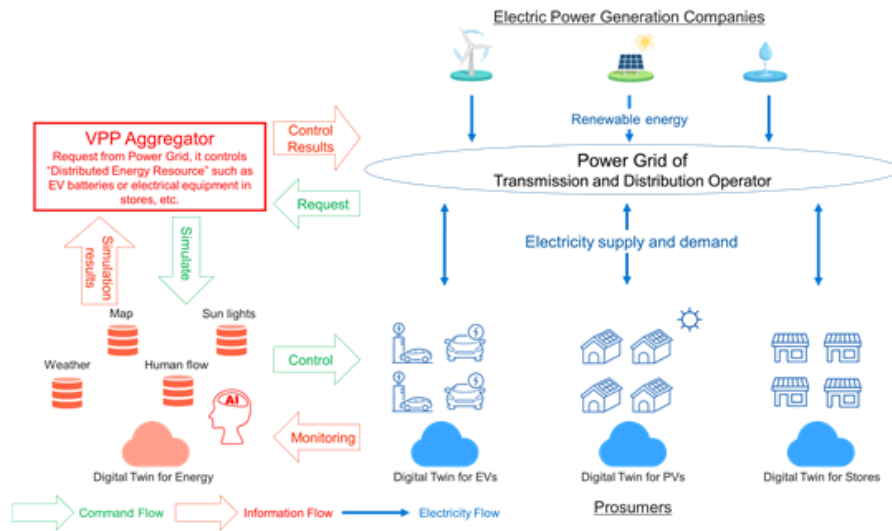 Electric Power Generation Companies
Renewable energy
VPP Aggregator
Request from Power Grid, it controls
“Distributed Energy Resource” such as
EV batteries or electrical equipment in
stores, etc.
Control
Results
Request
Power Grid of
Transmission and Distribution Operator
Simulation
results
Simulate
Electricity supply and demand
Map
Sun lights
Weather
Human flow
AI
Control
Monitoring
Digital Twin for Energy
Digital Twin for EVs
Digital Twin for PVs
Digital Twin for Stores
Command Flow
Information Flow
Electricity Flow
Prosumers